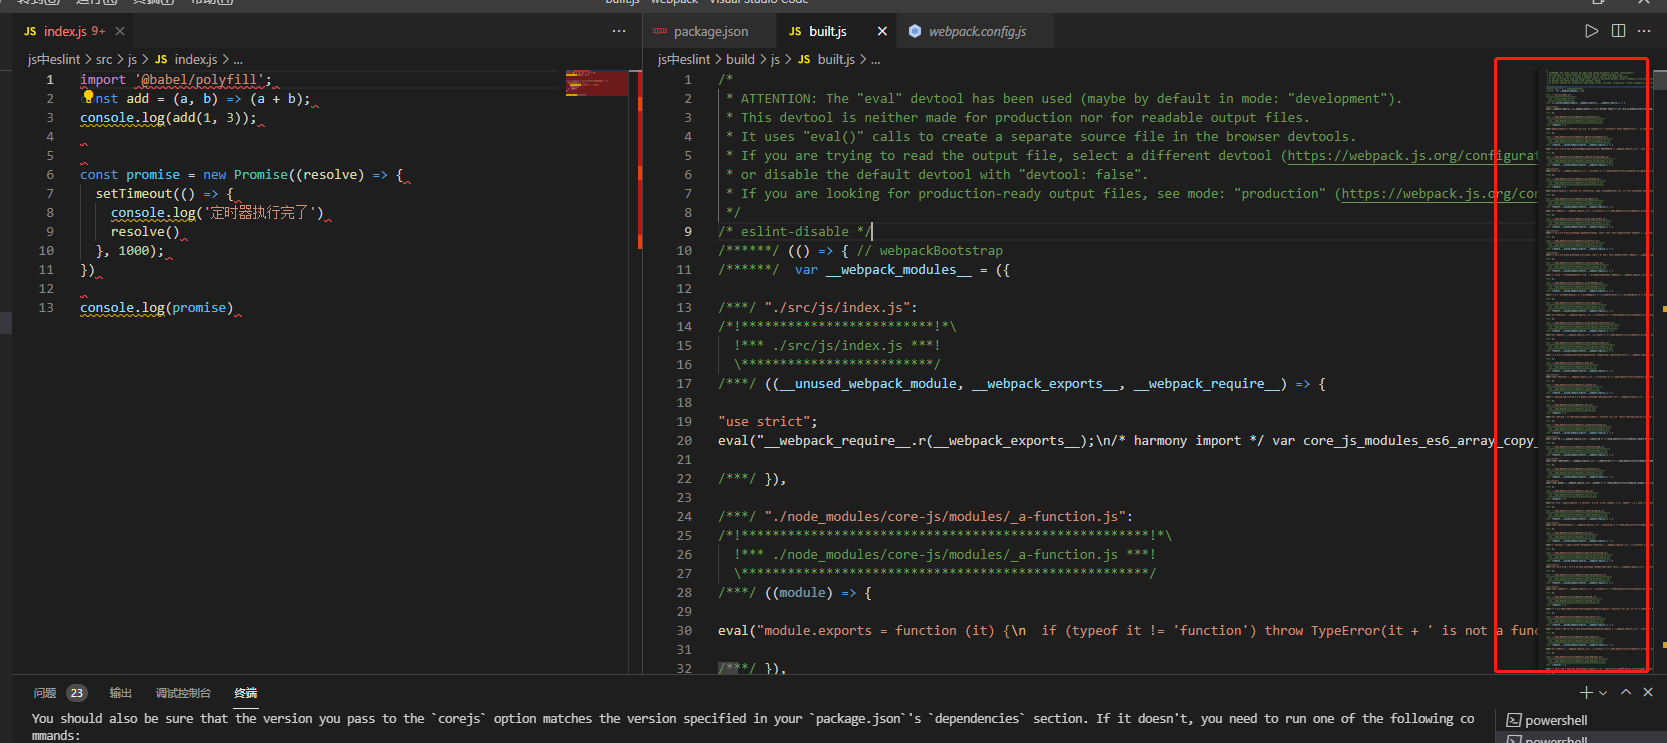 built.js - webpack - Visual Studio Code
JS index.js 9+ ×
js中eslint > src > js > JS index.js > ...
1 import '@babel/polyfill';
2 const add = (a, b) => (a + b);
3 console.log(add(1, 3));
4
5
6 const promise = new Promise((resolve) => {
7 setTimeout(() => {
8 console.log('定时器执行完了')
9 resolve()
10 }, 1000);
11 })
12
13 console.log(promise)
package.json
JS built.js ×
webpack.config.js
js中eslint > build > js > JS built.js > ...
1 /*
2 * ATTENTION: The "eval" devtool has been used (maybe by default in mode: "development").
3 * This devtool is neither made for production nor for readable output files.
4 * It uses "eval()" calls to create a separate source file in the browser devtools.
5 * If you are trying to read the output file, select a different devtool (https://webpack.js.org/configurat
6 * or disable the default devtool with "devtool: false".
7 * If you are looking for production-ready output files, see mode: "production" (https://webpack.js.org/con
8 */
9 /* eslint-disable */
10 /******/ (() => { // webpackBootstrap
11 /******/ var __webpack_modules__ = ({
12
13 /***/ "./src/js/index.js":
14 /*!*************************!*\
15 !*** ./src/js/index.js ***!
16 \*************************/
17 /***/ ((__unused_webpack_module, __webpack_exports__, __webpack_require__) => {
18
19 "use strict";
20 eval("__webpack_require__.r(__webpack_exports__);\n/* harmony import */ var core_js_modules_es6_array_copy_
21
22 /***/ }),
23
24 /***/ "./node_modules/core-js/modules/_a-function.js":
25 /*!*****************************************************!*\
26 !*** ./node_modules/core-js/modules/_a-function.js ***!
27 \*****************************************************/
28 /***/ ((module) => {
29
30 eval("module.exports = function (it) {\n if (typeof it != 'function') throw TypeError(it + ' is not a func
31
32 /***/ }),
问题 23 输出 调试控制台 终端
You should also be sure that the version you pass to the `corejs` option matches the version specified in your `package.json`'s `dependencies` section. If it doesn't, you need to run one of the following co
mmands:
powershell
powershell